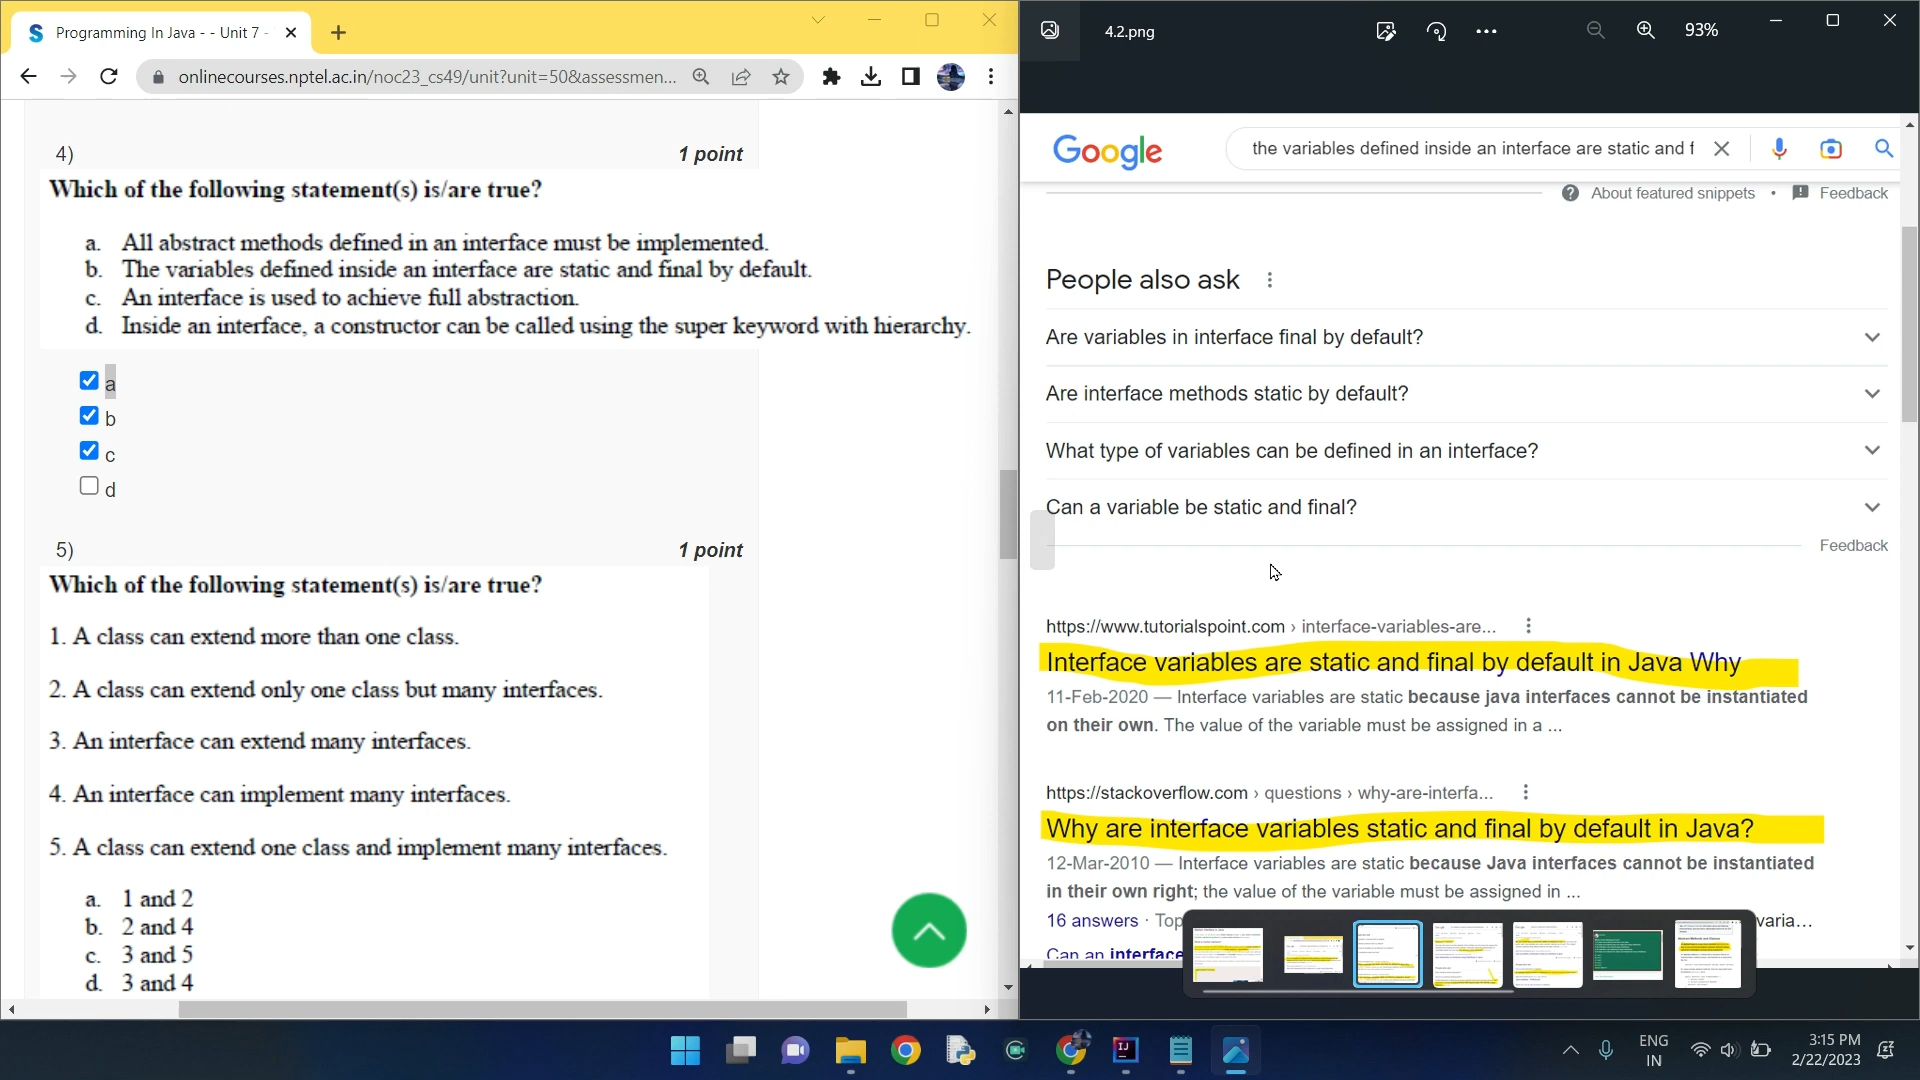 Programming In Java - - Unit 7 -
onlinecourses.nptel.ac.in/noc23_cs49/unit?unit=50&assessmen...
4)
1 point
Which of the following statement(s) is/are true?
a. All abstract methods defined in an interface must be implemented.
b. The variables defined inside an interface are static and final by default.
c. An interface is used to achieve full abstraction.
d. Inside an interface, a constructor can be called using the super keyword with hierarchy.
a
b
c
d
5)
1 point
Which of the following statement(s) is/are true?
1. A class can extend more than one class.
2. A class can extend only one class but many interfaces.
3. An interface can extend many interfaces.
4. An interface can implement many interfaces.
5. A class can extend one class and implement many interfaces.
a. 1 and 2
b. 2 and 4
c. 3 and 5
d. 3 and 4
4.2.png
93%
Google
the variables defined inside an interface are static and f
About featured snippets • Feedback
People also ask
Are variables in interface final by default?
Are interface methods static by default?
What type of variables can be defined in an interface?
Can a variable be static and final?
Feedback
https://www.tutorialspoint.com › interface-variables-are...
Interface variables are static and final by default in Java Why
11-Feb-2020 — Interface variables are static because java interfaces cannot be instantiated
on their own. The value of the variable must be assigned in a ...
https://stackoverflow.com › questions › why-are-interfa...
Why are interface variables static and final by default in Java?
12-Mar-2010 — Interface variables are static because Java interfaces cannot be instantiated
in their own right; the value of the variable must be assigned in ...
16 answers · Top
varia...
Can an interface
ENG
IN
3:15 PM
2/22/2023